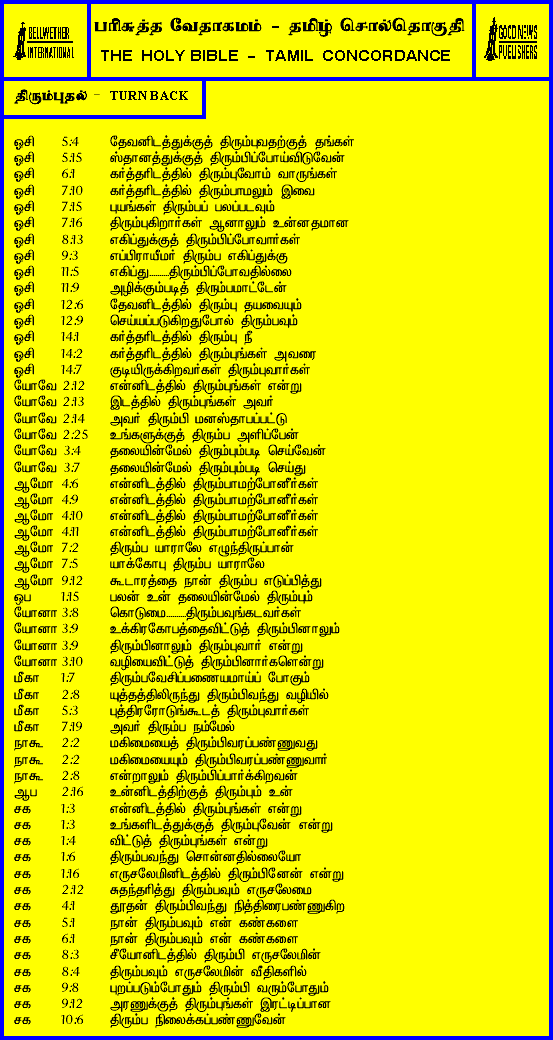 BELLWETHER
INTERNATIONAL
பரிசுத்த வேதாகமம் - தமிழ் சொல்தொகுதி
THE HOLY BIBLE - TAMIL CONCORDANCE
GOOD NEWS
PUBLISHERS
திரும்புதல் - TURN BACK
ஓசி 5:4 தேவனிடத்துக்குத் திரும்புவதற்குத் தங்கள்
ஓசி 5:15 ஸ்தானத்துக்குத் திரும்பிப்போய்விடுவேன்
ஓசி 6:1 கர்த்தரிடத்தில் திரும்புவோம் வாருங்கள்
ஓசி 7:10 கர்த்தரிடத்தில் திரும்பாமலும் இவை
ஓசி 7:15 புயங்கள் திரும்பப் பலப்படவும்
ஓசி 7:16 திரும்புகிறார்கள் ஆனாலும் உன்னதமான
ஓசி 8:13 எகிப்துக்குத் திரும்பிப்போவார்கள்
ஓசி 9:3 எப்பிராயீமர் திரும்ப எகிப்துக்கு
ஓசி 11:5 எகிப்து.........திரும்பிப்போவதில்லை
ஓசி 11:9 அழிக்கும்படித் திரும்பமாட்டேன்
ஓசி 12:6 தேவனிடத்தில் திரும்பு தயவையும்
ஓசி 12:9 செய்யப்படுகிறதுபோல் திரும்பவும்
ஓசி 14:1 கர்த்தரிடத்தில் திரும்பு நீ
ஓசி 14:2 கர்த்தரிடத்தில் திரும்புங்கள் அவரை
ஓசி 14:7 குடியிருக்கிறவர்கள் திரும்புவார்கள்
யோவே 2:12 என்னிடத்தில் திரும்புங்கள் என்று
யோவே 2:13 இடத்தில் திரும்புங்கள் அவர்
யோவே 2:14 அவர் திரும்பி மனஸ்தாபப்பட்டு
யோவே 2:25 உங்களுக்குத் திரும்ப அளிப்பேன்
யோவே 3:4 தலையின்மேல் திரும்பும்படி செய்வேன்
யோவே 3:7 தலையின்மேல் திரும்பும்படி செய்து
ஆமோ 4:6 என்னிடத்தில் திரும்பாமற்போனீர்கள்
ஆமோ 4:9 என்னிடத்தில் திரும்பாமற்போனீர்கள்
ஆமோ 4:10 என்னிடத்தில் திரும்பாமற்போனீர்கள்
ஆமோ 4:11 என்னிடத்தில் திரும்பாமற்போனீர்கள்
ஆமோ 7:2 திரும்ப யாராலே எழுந்திருப்பான்
ஆமோ 7:5 யாக்கோபு திரும்ப யாராலே
ஆமோ 9:12 கூடாரத்தை நான் திரும்ப எடுப்பித்து
ஒப 1:15 பலன் உன் தலையின்மேல் திரும்பும்
யோனா 3:8 கொடுமை.........திரும்பவுங்கடவர்கள்
யோனா 3:9 உக்கிரகோபத்தைவிட்டுத் திரும்பினாலும்
யோனா 3:9 திரும்பினாலும் திரும்புவார் என்று
யோனா 3:10 வழியைவிட்டுத் திரும்பினார்களென்று
மீகா 1:7 திரும்பவேசிப்பணையமாய்ப் போகும்
மீகா 2:8 யுத்தத்திலிருந்து திரும்பிவந்து வழியில்
மீகா 5:3 புத்திரரோடுங்கூடத் திரும்புவார்கள்
மீகா 7:19 அவர் திரும்ப நம்மேல்
நாகூ 2:2 மகிமையைத் திரும்பிவரப்பண்ணுவது
நாகூ 2:2 மகிமையையும் திரும்பிவரப்பண்ணுவார்
நாகூ 2:8 என்றாலும் திரும்பிப்பார்க்கிறவன்
ஆப 2:16 உன்னிடத்திற்குத் திரும்பும் உன்
சக 1:3 என்னிடத்தில் திரும்புங்கள் என்று
சக 1:3 உங்களிடத்துக்குத் திரும்புவேன் என்று
சக 1:4 விட்டுத் திரும்புங்கள் என்று
சக 1:6 திரும்பவந்து சொன்னதில்லையோ
சக 1:16 எருசலேமினிடத்தில் திரும்பினேன் என்று
சக 2:12 சுதந்தரித்து திரும்பவும் எருசலேமை
சக 4:1 தூதன் திரும்பிவந்து நித்திரைபண்ணுகிற
சக 5:1 நான் திரும்பவும் என் கண்களை
சக 6:1 நான் திரும்பவும் என் கண்களை
சக 8:3 சீயோனிடத்தில் திரும்பி எருசலேமின்
சக 8:4 திரும்பவும் எருசலேமின் வீதிகளில்
சக 9:8 புறப்படும்போதும் திரும்பி வரும்போதும்
சக 9:12 அரணுக்குத் திரும்புங்கள் இரட்டிப்பான
சக 10:6 திரும்ப நிலைக்கப்பண்ணுவேன்